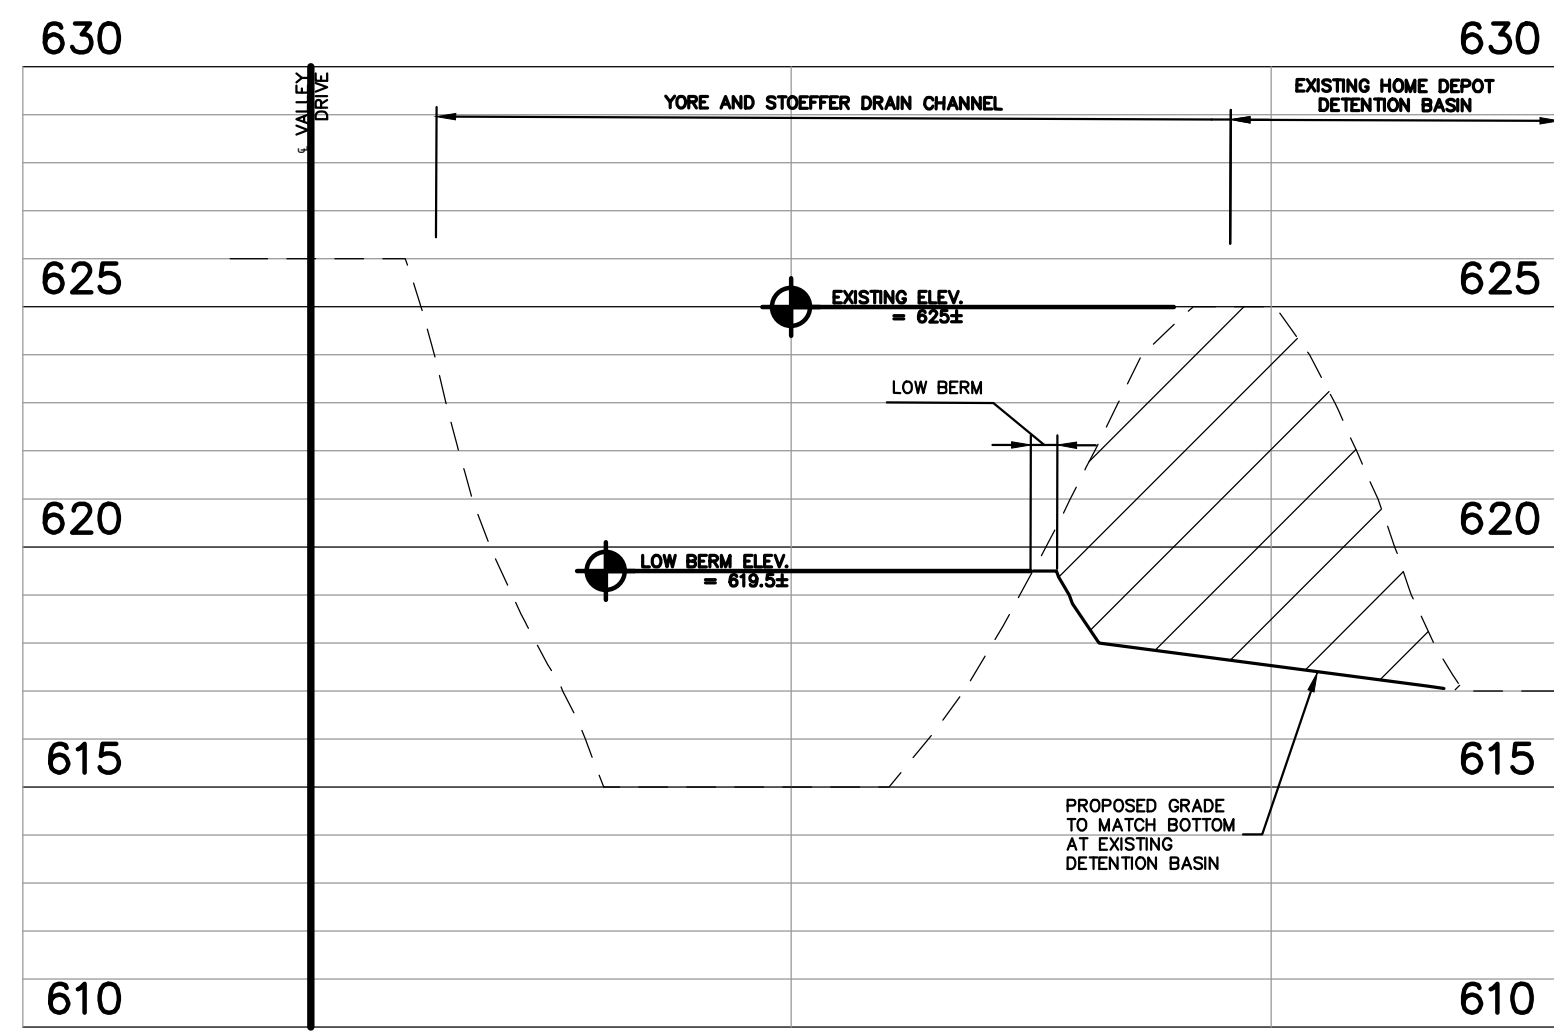 630
630
℄ VALLEY
DRIVE
YORE AND STOEFFER DRAIN CHANNEL
EXISTING HOME DEPOT
DETENTION BASIN
625
625
EXISTING ELEV.
= 625±
LOW BERM
620
620
LOW BERM ELEV.
= 619.5±
615
615
PROPOSED GRADE
TO MATCH BOTTOM
AT EXISTING
DETENTION BASIN
610
610